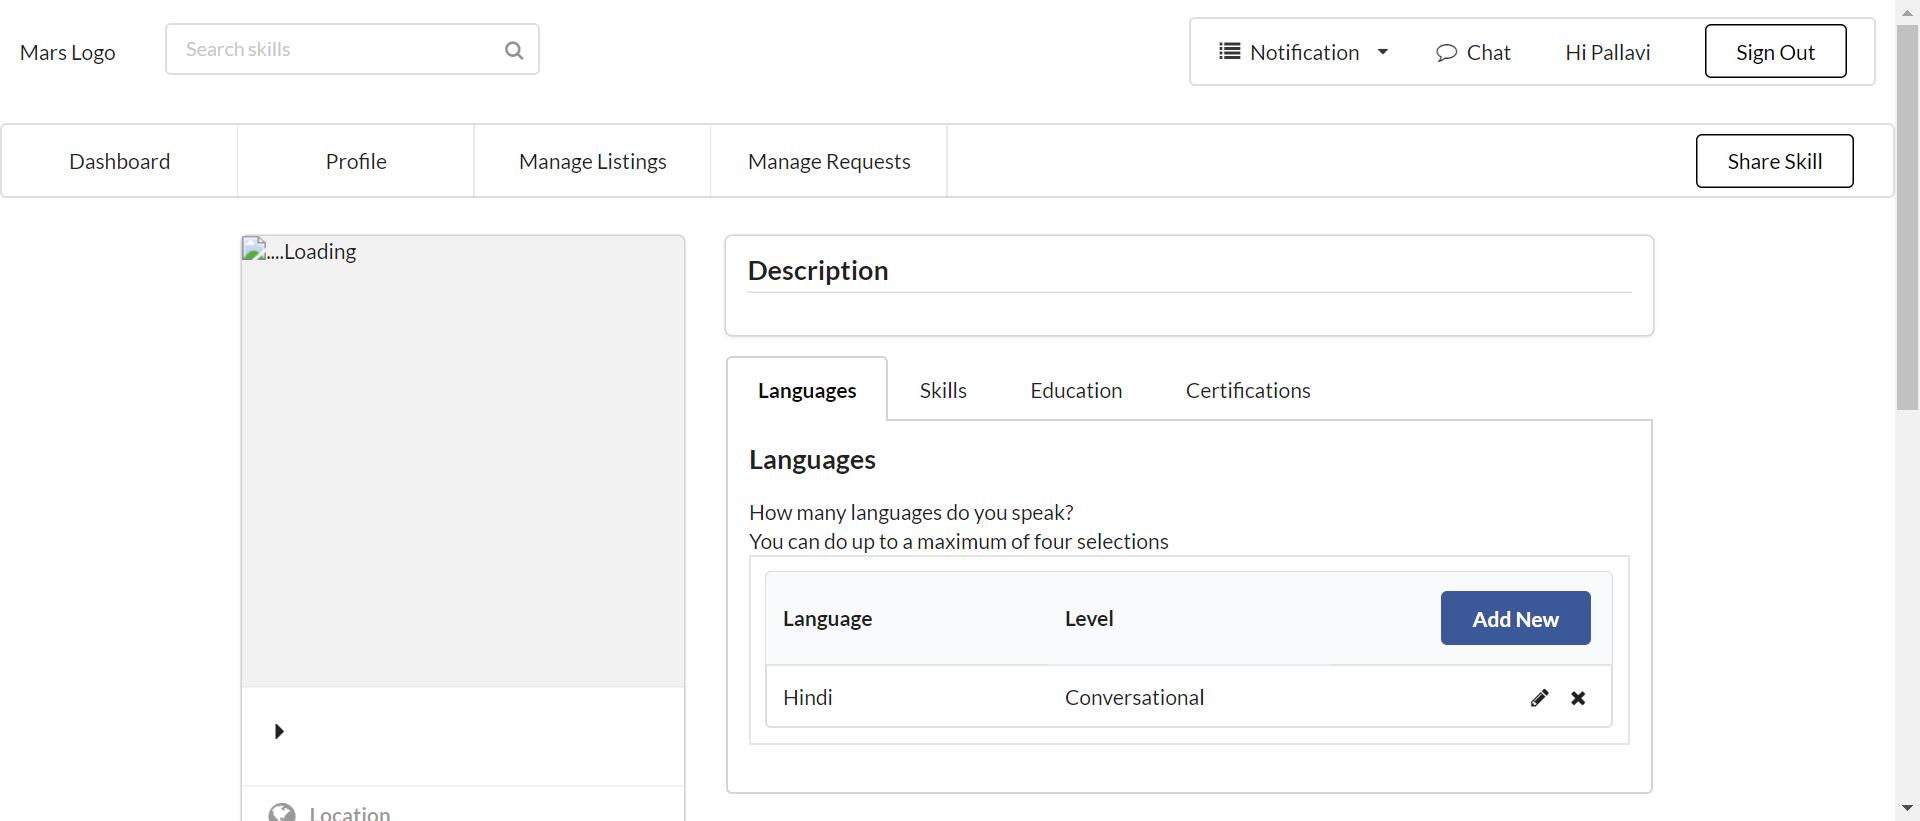 Mars Logo
Search skills
Notification
Chat
Hi Pallavi
Sign Out
Dashboard
Profile
Manage Listings
Manage Requests
Share Skill
....Loading
Location
Description
Languages
Skills
Education
Certifications
Languages
How many languages do you speak?
You can do up to a maximum of four selections
Language
Level
Add New
Hindi
Conversational